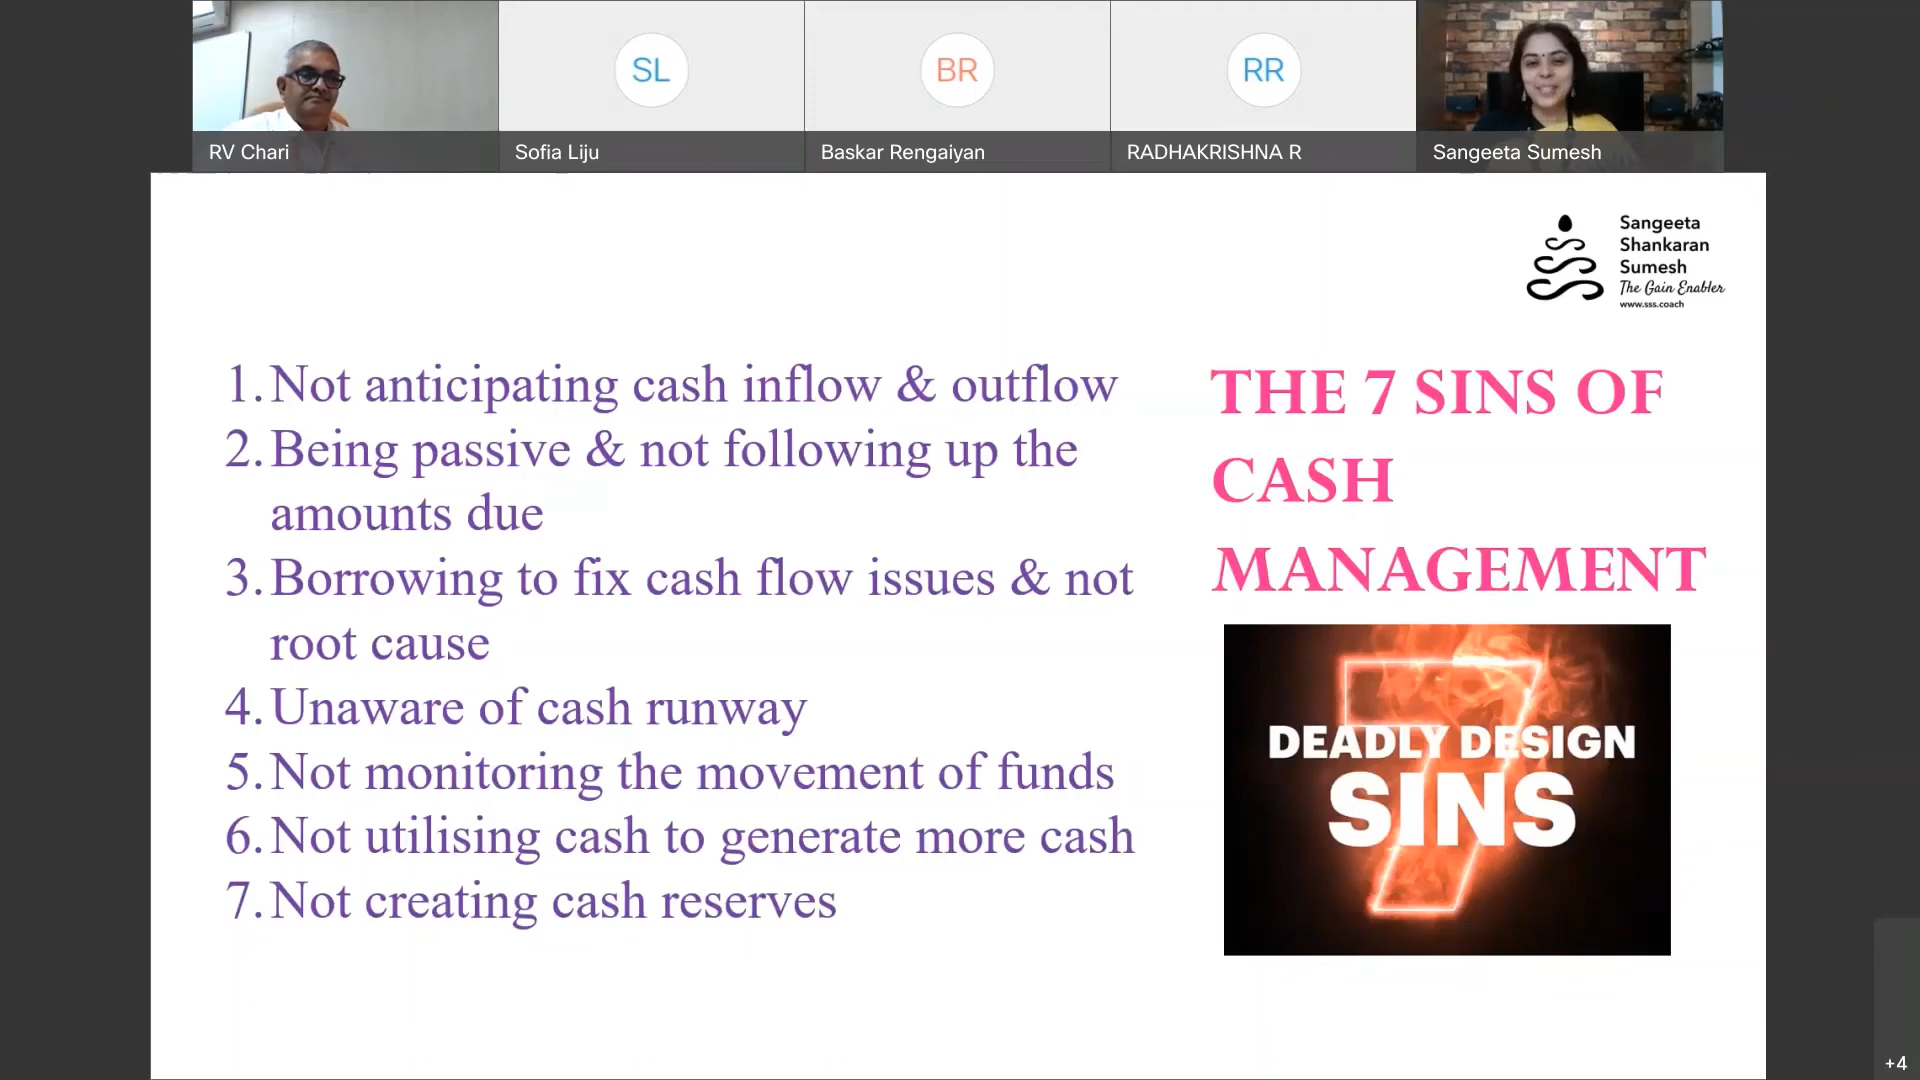 SL
BR
RR
RV Chari
Sofia Liju
Baskar Rengaiyan
RADHAKRISHNA R
Sangeeta Sumesh
Sangeeta
Shankaran
Sumesh
The Gain Enabler
www.sss.coach
1. Not anticipating cash inflow & outflow
2. Being passive & not following up the
amounts due
3. Borrowing to fix cash flow issues & not
root cause
4. Unaware of cash runway
5. Not monitoring the movement of funds
6. Not utilising cash to generate more cash
7. Not creating cash reserves
THE 7 SINS OF
CASH
MANAGEMENT
7
DEADLY DESIGN
SINS
+4